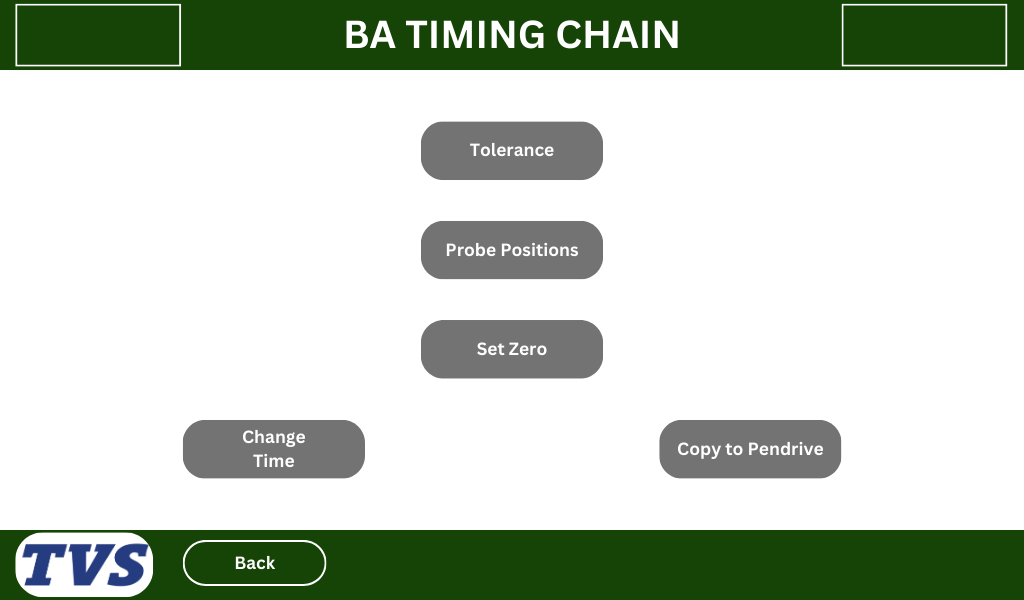 BA TIMING CHAIN
Tolerance
Probe Positions
Set Zero
Change
Time
Copy to Pendrive
TVS
Back